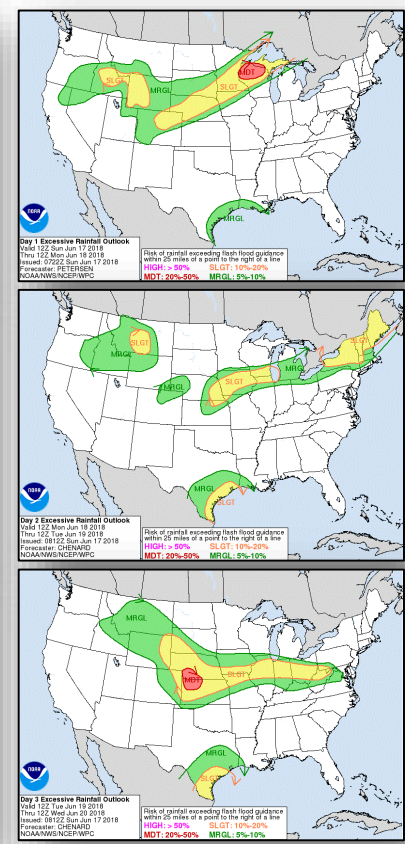 MDT
SLGT
MRGL
SLGT
MRGL
NOAA
Day 1 Excessive Rainfall Outlook
Valid 12Z Sun Jun 17 2018
Thru 12Z Mon Jun 18 2018
Issued: 0722Z Sun Jun 17 2018
Forecaster: PETERSEN
NOAA/NWS/NCEP/WPC
Risk of rainfall exceeding flash flood guidance
within 25 miles of a point to the right of a line
HIGH: > 50% SLGT: 10%-20%
MDT: 20%-50% MRGL: 5%-10%
SLGT
SLGT
MRGL
MRGL
MRGL
SLGT
MRGL
SLGT
NOAA
Day 2 Excessive Rainfall Outlook
Valid 12Z Mon Jun 18 2018
Thru 12Z Tue Jun 19 2018
Issued: 0812Z Sun Jun 17 2018
Forecaster: CHENARD
NOAA/NWS/NCEP/WPC
Risk of rainfall exceeding flash flood guidance
within 25 miles of a point to the right of a line
HIGH: > 50% SLGT: 10%-20%
MDT: 20%-50% MRGL: 5%-10%
MRGL
SLGT
MDT
MRGL
SLGT
NOAA
Day 3 Excessive Rainfall Outlook
Valid 12Z Tue Jun 19 2018
Thru 12Z Wed Jun 20 2018
Issued: 0812Z Sun Jun 17 2018
Forecaster: CHENARD
NOAA/NWS/NCEP/WPC
Risk of rainfall exceeding flash flood guidance
within 25 miles of a point to the right of a line
HIGH: > 50% SLGT: 10%-20%
MDT: 20%-50% MRGL: 5%-10%